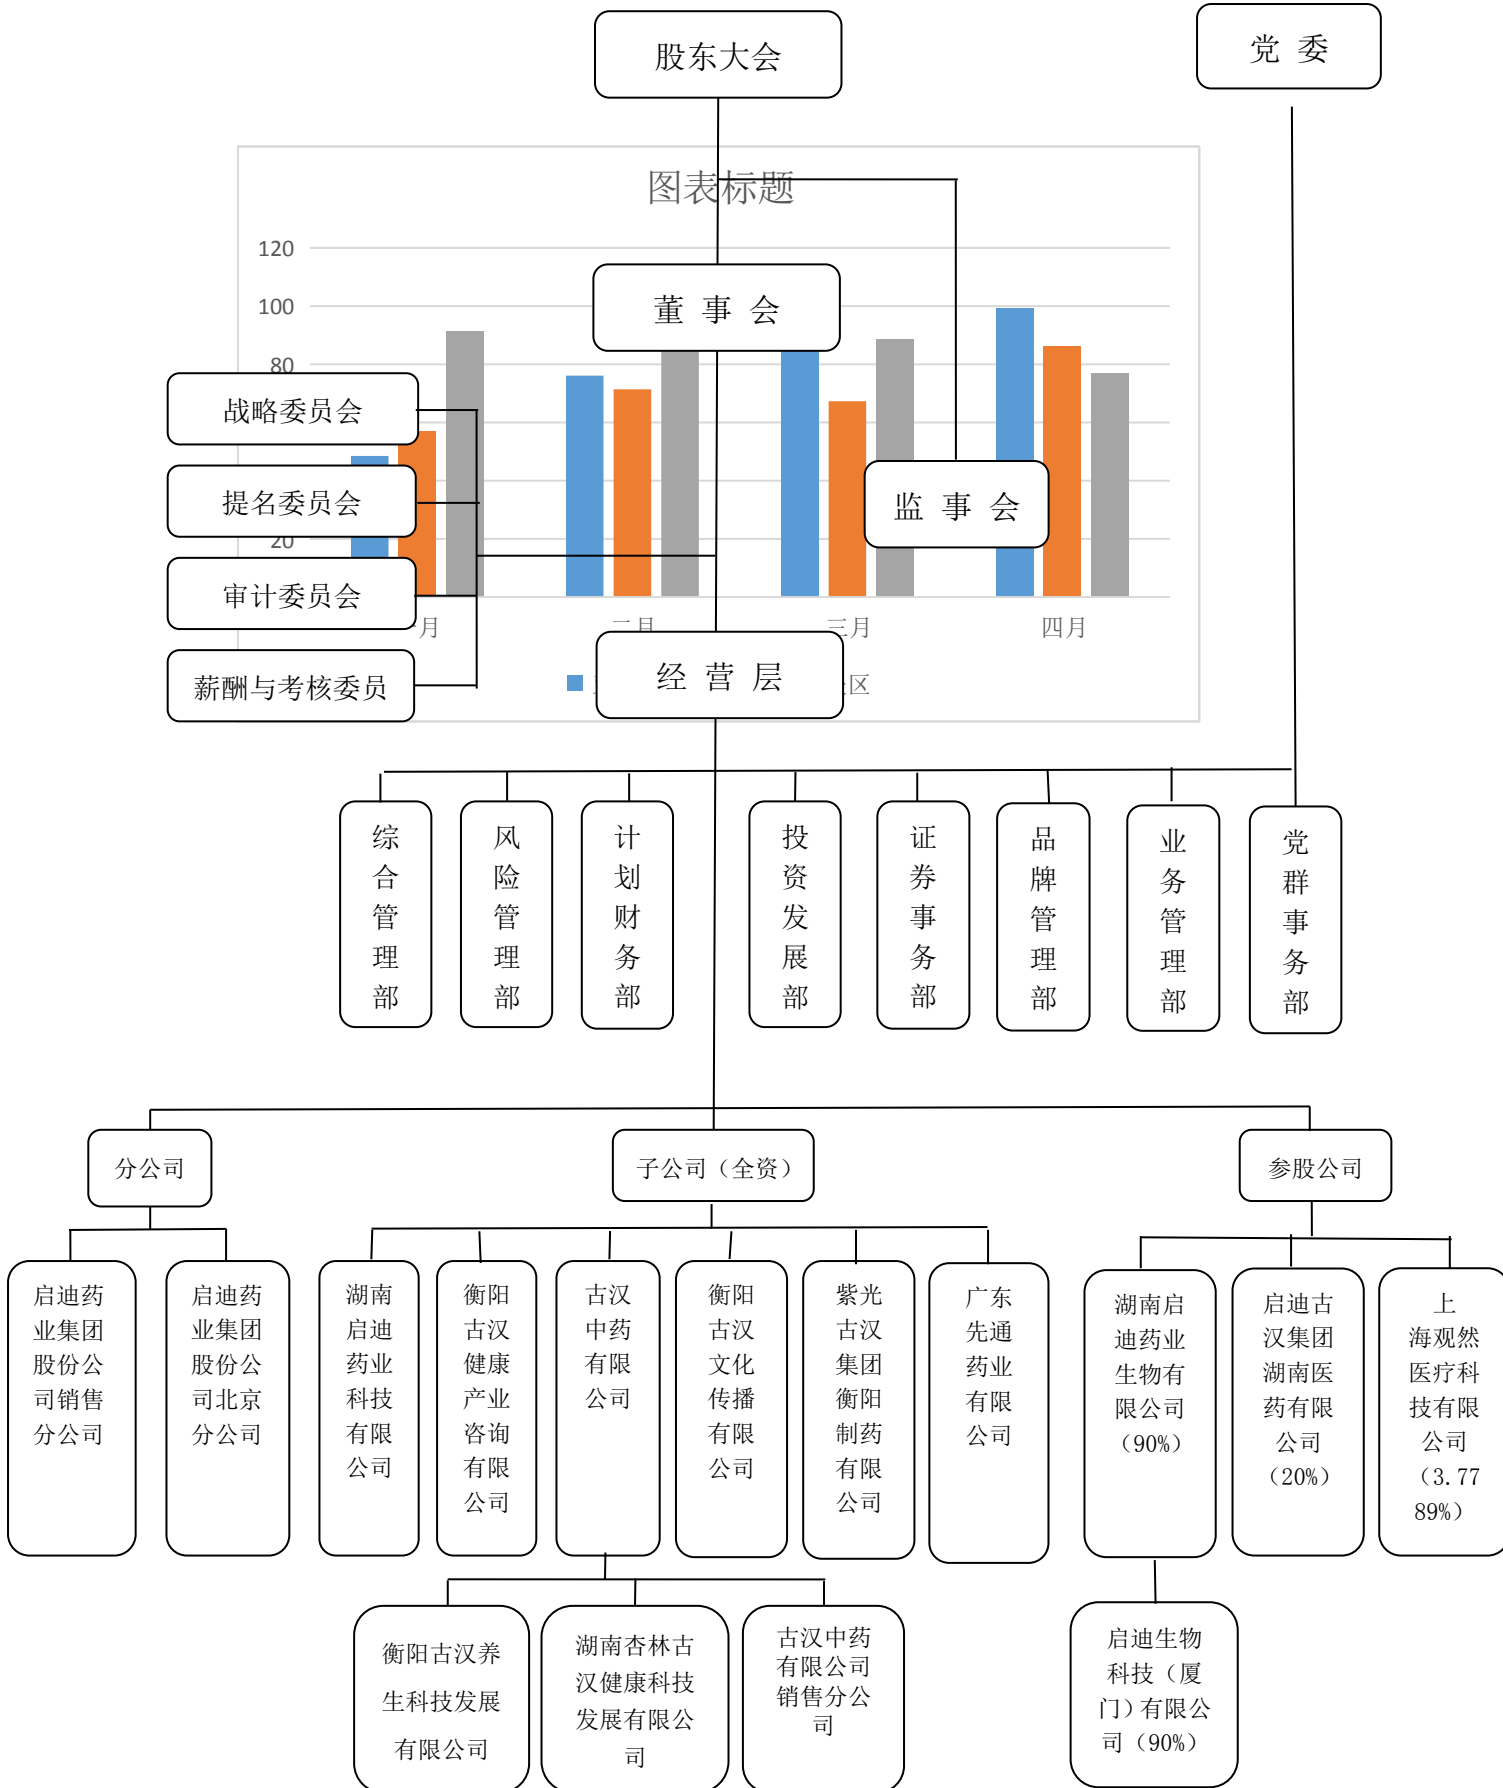 股东大会
党 委
图表标题
120
100
80
20
董 事 会
战略委员会
提名委员会
审计委员会
薪酬与考核委员
监 事 会
月
二月
三月
四月
经 营 层
区
综
合
管
理
部
风
险
管
理
部
计
划
财
务
部
投
资
发
展
部
证
券
事
务
部
品
牌
管
理
部
业
务
管
理
部
党
群
事
务
部
分公司
子公司（全资）
参股公司
启迪药
业集团
股份公
司销售
分公司
启迪药
业集团
股份公
司北京
分公司
湖南
启迪
药业
科技
有限
公司
衡阳
古汉
健康
产业
咨询
有限
公司
古汉
中药
有限
公司
衡阳
古汉
文化
传播
有限
公司
紫光
古汉
集团
衡阳
制药
有限
公司
广东
先通
药业
有限
公司
湖南启
迪药业
生物有
限公司
（90%）
启迪古
汉集团
湖南医
药有限
公司
（20%）
上
海观然
医疗科
技有限
公司
（3.77
89%）
衡阳古汉养
生科技发展
有限公司
湖南杏林古
汉健康科技
发展有限公
司
古汉中药
有限公司
销售分公
司
启迪生物
科技（厦
门）有限公
司（90%）